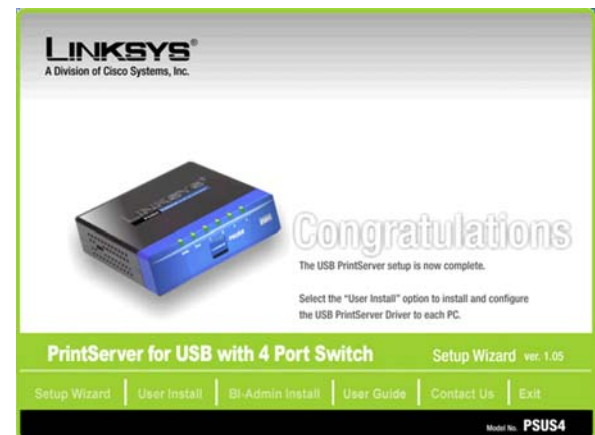 LINKSYS®
A Division of Cisco Systems, Inc.
LINKSYS
Congratulations
The USB PrintServer setup is now complete.
Select the "User Install" option to install and configure
the USB PrintServer Driver to each PC.
PrintServer for USB with 4 Port Switch
Setup Wizard ver. 1.05
Setup Wizard
User Install
BI-Admin Install
User Guide
Contact Us
Exit
Model No. PSUS4